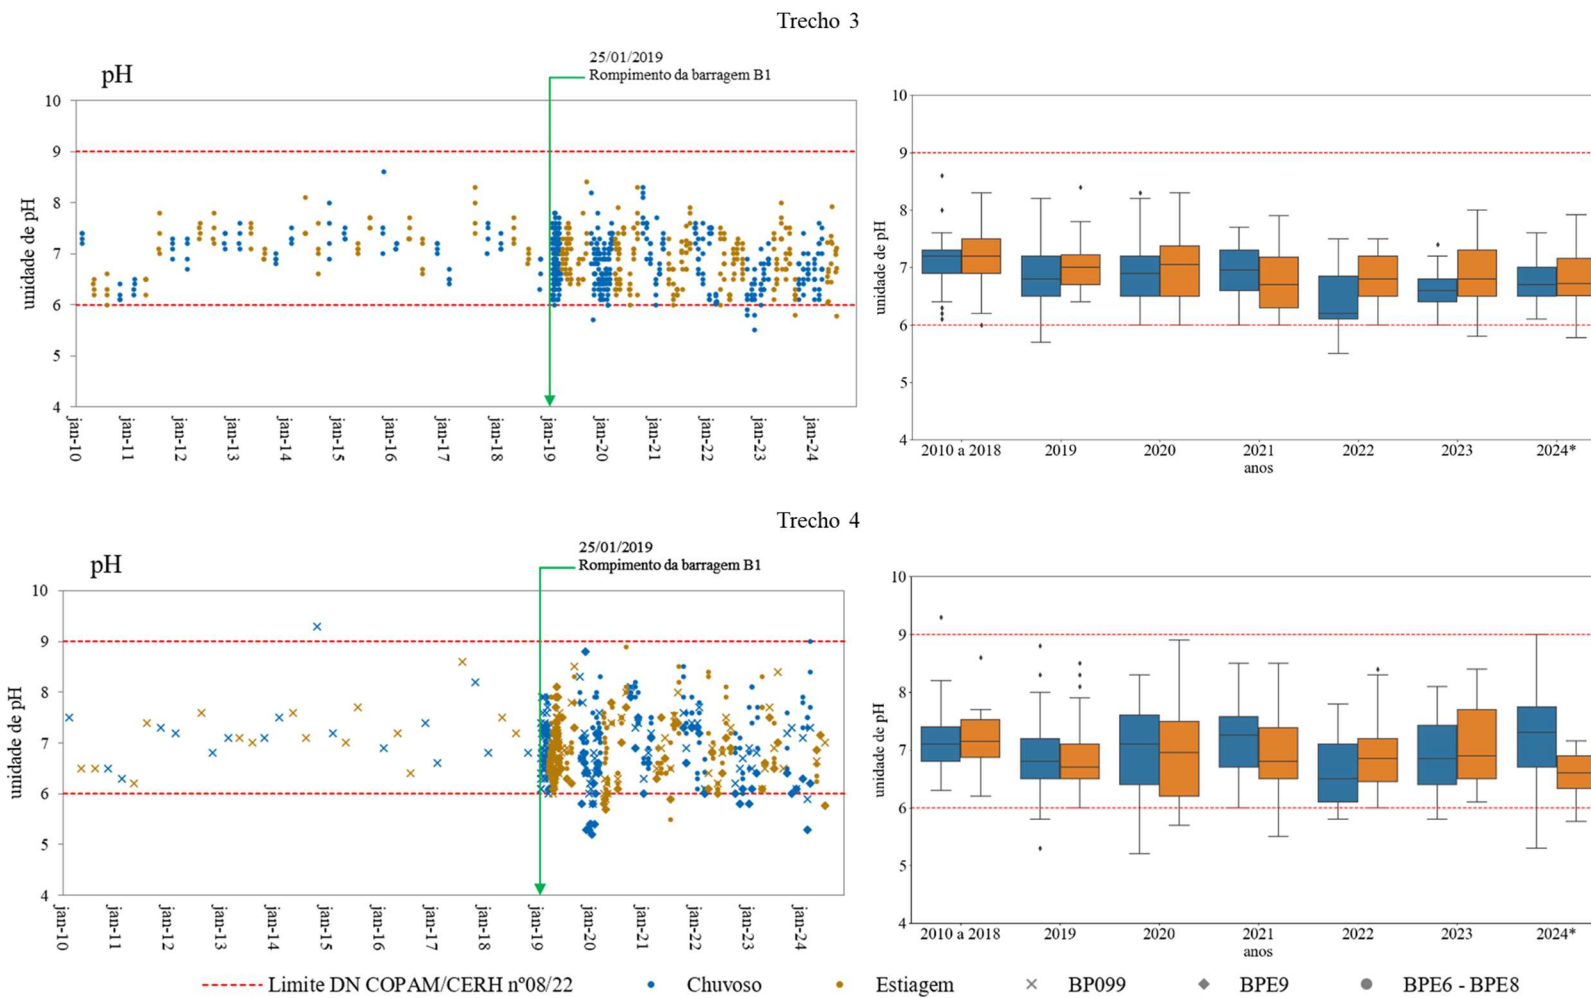 Trecho 3
25/01/2019
Rompimento da barragem B1
pH
unidade de pH
10
9
8
7
6
5
4
jan-10
jan-11
jan-12
jan-13
jan-14
jan-15
jan-16
jan-17
jan-18
jan-19
jan-20
jan-21
jan-22
jan-23
jan-24
unidade de pH
10
9
8
7
6
5
4
2010 a 2018
2019
2020
2021
2022
2023
2024*
anos
Trecho 4
25/01/2019
Rompimento da barragem B1
pH
unidade de pH
10
9
8
7
6
5
4
jan-10
jan-11
jan-12
jan-13
jan-14
jan-15
jan-16
jan-17
jan-18
jan-19
jan-20
jan-21
jan-22
jan-23
jan-24
unidade de pH
10
9
8
7
6
5
4
2010 a 2018
2019
2020
2021
2022
2023
2024*
anos
Limite DN COPAM/CERH nº08/22
Chuvoso
Estiagem
BP099
BPE9
BPE6 - BPE8